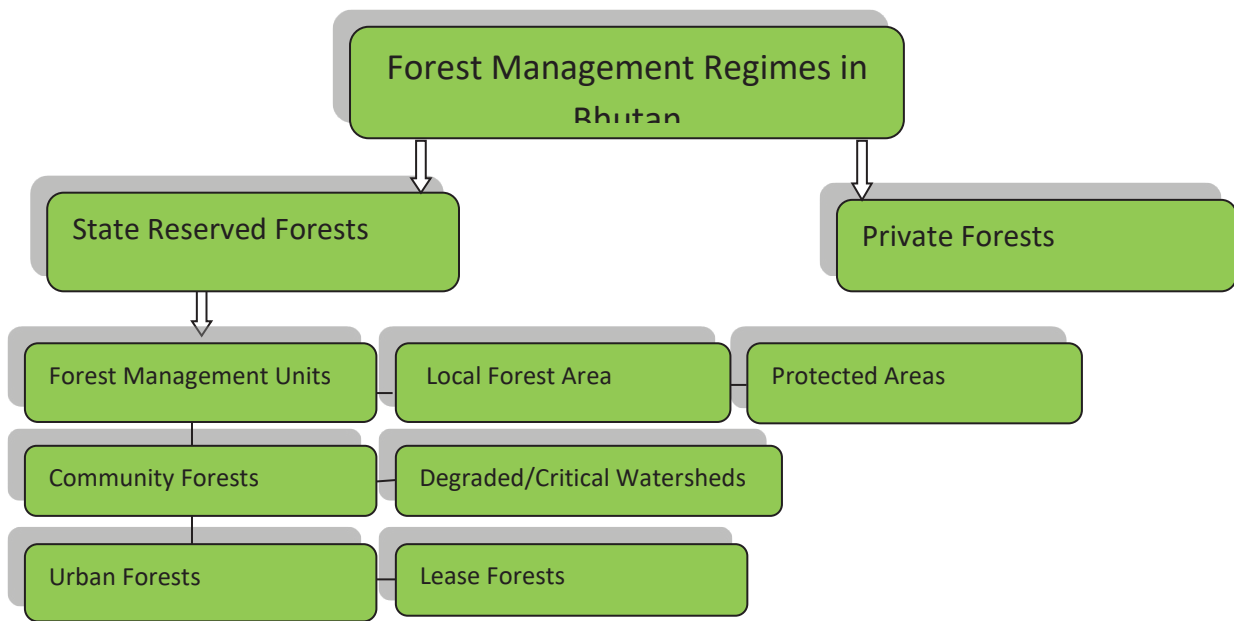 Forest Management Regimes in
Bhutan
State Reserved Forests
Private Forests
Forest Management Units
Local Forest Area
Protected Areas
Community Forests
Degraded/Critical Watersheds
Urban Forests
Lease Forests